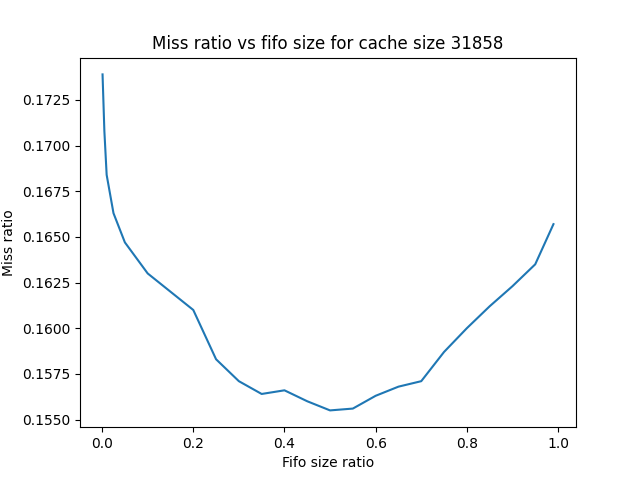 Miss ratio vs fifo size for cache size 31858
Miss ratio
0.1725
0.1700
0.1675
0.1650
0.1625
0.1600
0.1575
0.1550
0.0 0.2 0.4 0.6 0.8 1.0
Fifo size ratio